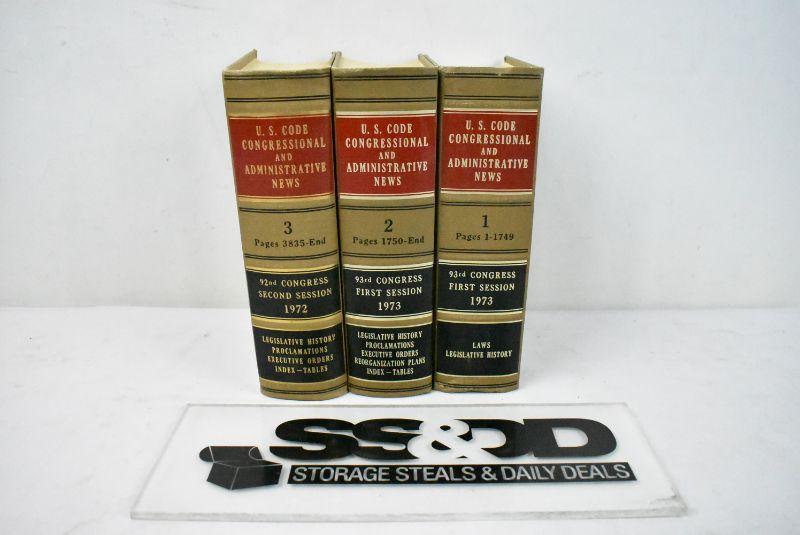 U. S. CODE
CONGRESSIONAL
AND
ADMINISTRATIVE
NEWS
3
Pages 3835-End
92nd CONGRESS
SECOND SESSION
1972
LEGISLATIVE HISTORY
PROCLAMATIONS
EXECUTIVE ORDERS
INDEX—TABLES
U. S. CODE
CONGRESSIONAL
AND
ADMINISTRATIVE
NEWS
2
Pages 1750-End
93rd CONGRESS
FIRST SESSION
1973
LEGISLATIVE HISTORY
PROCLAMATIONS
EXECUTIVE ORDERS
REORGANIZATION PLANS
INDEX—TABLES
U. S. CODE
CONGRESSIONAL
AND
ADMINISTRATIVE
NEWS
1
Pages 1-1749
93rd CONGRESS
FIRST SESSION
1973
LAWS
LEGISLATIVE HISTORY
SS&DD
STORAGE STEALS & DAILY DEALS